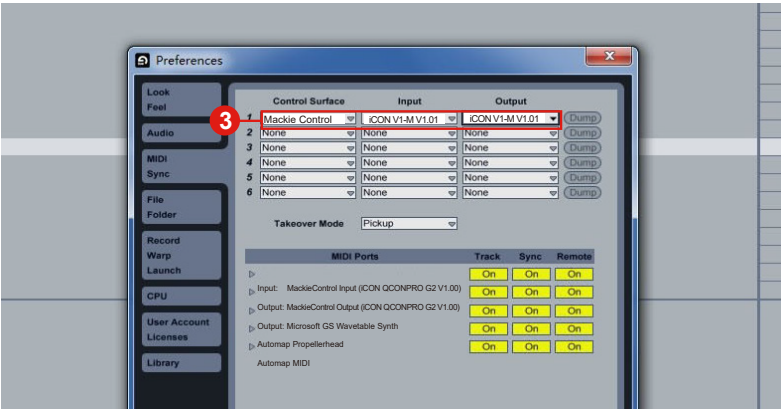 Preferences
x
Look
Feel
Audio
MIDI
Sync
File
Folder
Record
Warp
Launch
CPU
User Account
Licenses
Library
3
Control Surface Input Output
1 Mackie Control iCON V1-M V1.01 iCON V1-M V1.01 Dump
2 None None None Dump
3 None None None Dump
4 None None None Dump
5 None None None Dump
6 None None None Dump
Takeover Mode Pickup
MIDI Ports Track Sync Remote
On On On
Input: MackieControl Input (iCON QCONPRO G2 V1.00) On On On
Output: MackieControl Output (iCON QCONPRO G2 V1.00) On On On
Output: Microsoft GS Wavetable Synth On On On
Automap Propellerhead On On On
Automap MIDI